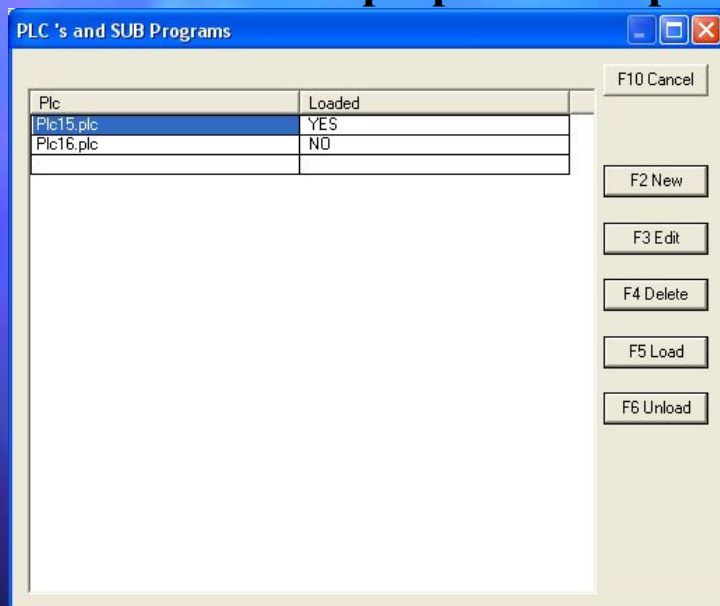 PLC 's and SUB Programs
F10 Cancel
Plc Loaded
Plc15.plc YES
Plc16.plc NO
F2 New
F3 Edit
F4 Delete
F5 Load
F6 Unload